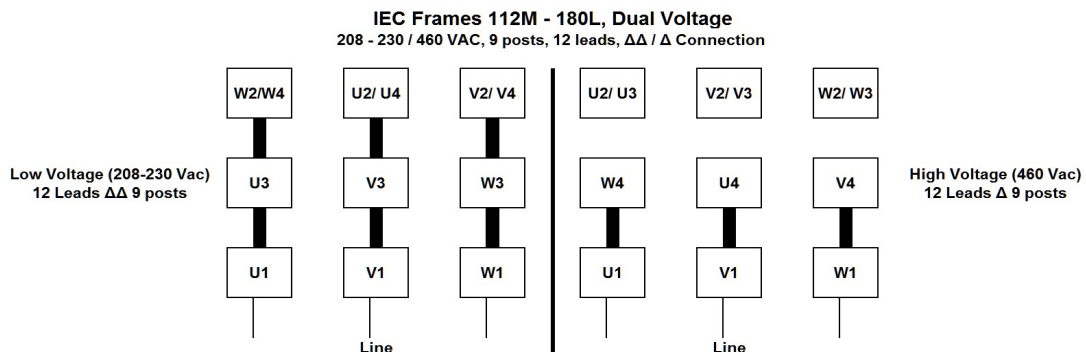 IEC Frames 112M - 180L, Dual Voltage
208 - 230 / 460 VAC, 9 posts, 12 leads, ΔΔ / Δ Connection
W2/W4 U2/ U4 V2/ V4 U2/ U3 V2/ V3 W2/ W3
Low Voltage (208-230 Vac)
12 Leads ΔΔ 9 posts
U3 V3 W3 W4 U4 V4
High Voltage (460 Vac)
12 Leads Δ 9 posts
U1 V1 W1 U1 V1 W1
Line Line